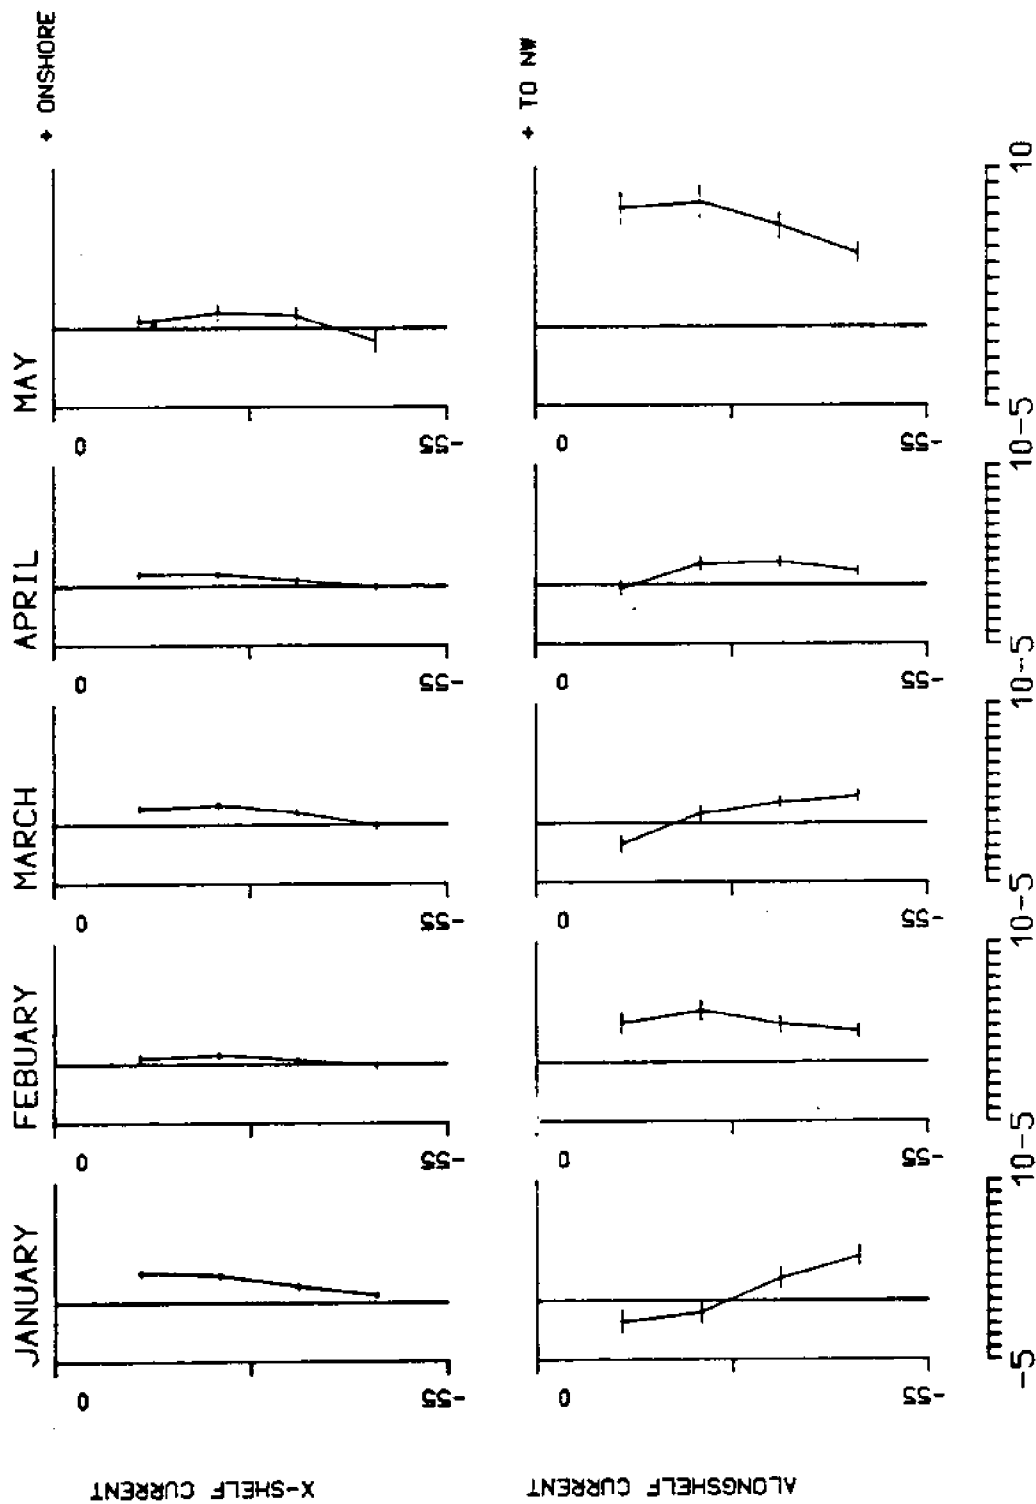 JANUARY FEBUARY MARCH APRIL MAY
+ ONSHORE
X-SHELF CURRENT
0 0 0 0 0
-55 -55 -55 -55 -55
+ TO NW
ALONGSHELF CURRENT
0 0 0 0 0
-55 -55 -55 -55 -55
-5 10-5 10-5 10-5 10-5 10